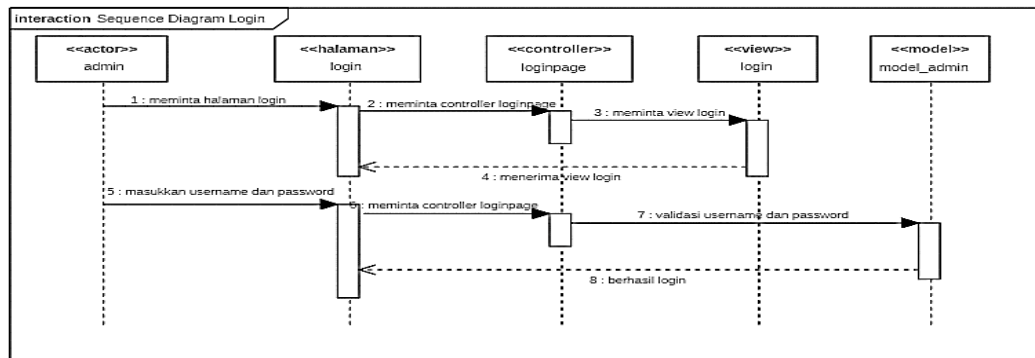 interaction Sequence Diagram Login
<<actor>>
admin
<<halaman>>
login
<<controller>>
loginpage
<<view>>
login
<<model>>
model_admin
1 : meminta halaman login
2 : meminta controller loginpage
3 : meminta view login
4 : menerima view login
5 : masukkan username dan password
6 : meminta controller loginpage
7 : validasi username dan password
8 : berhasil login